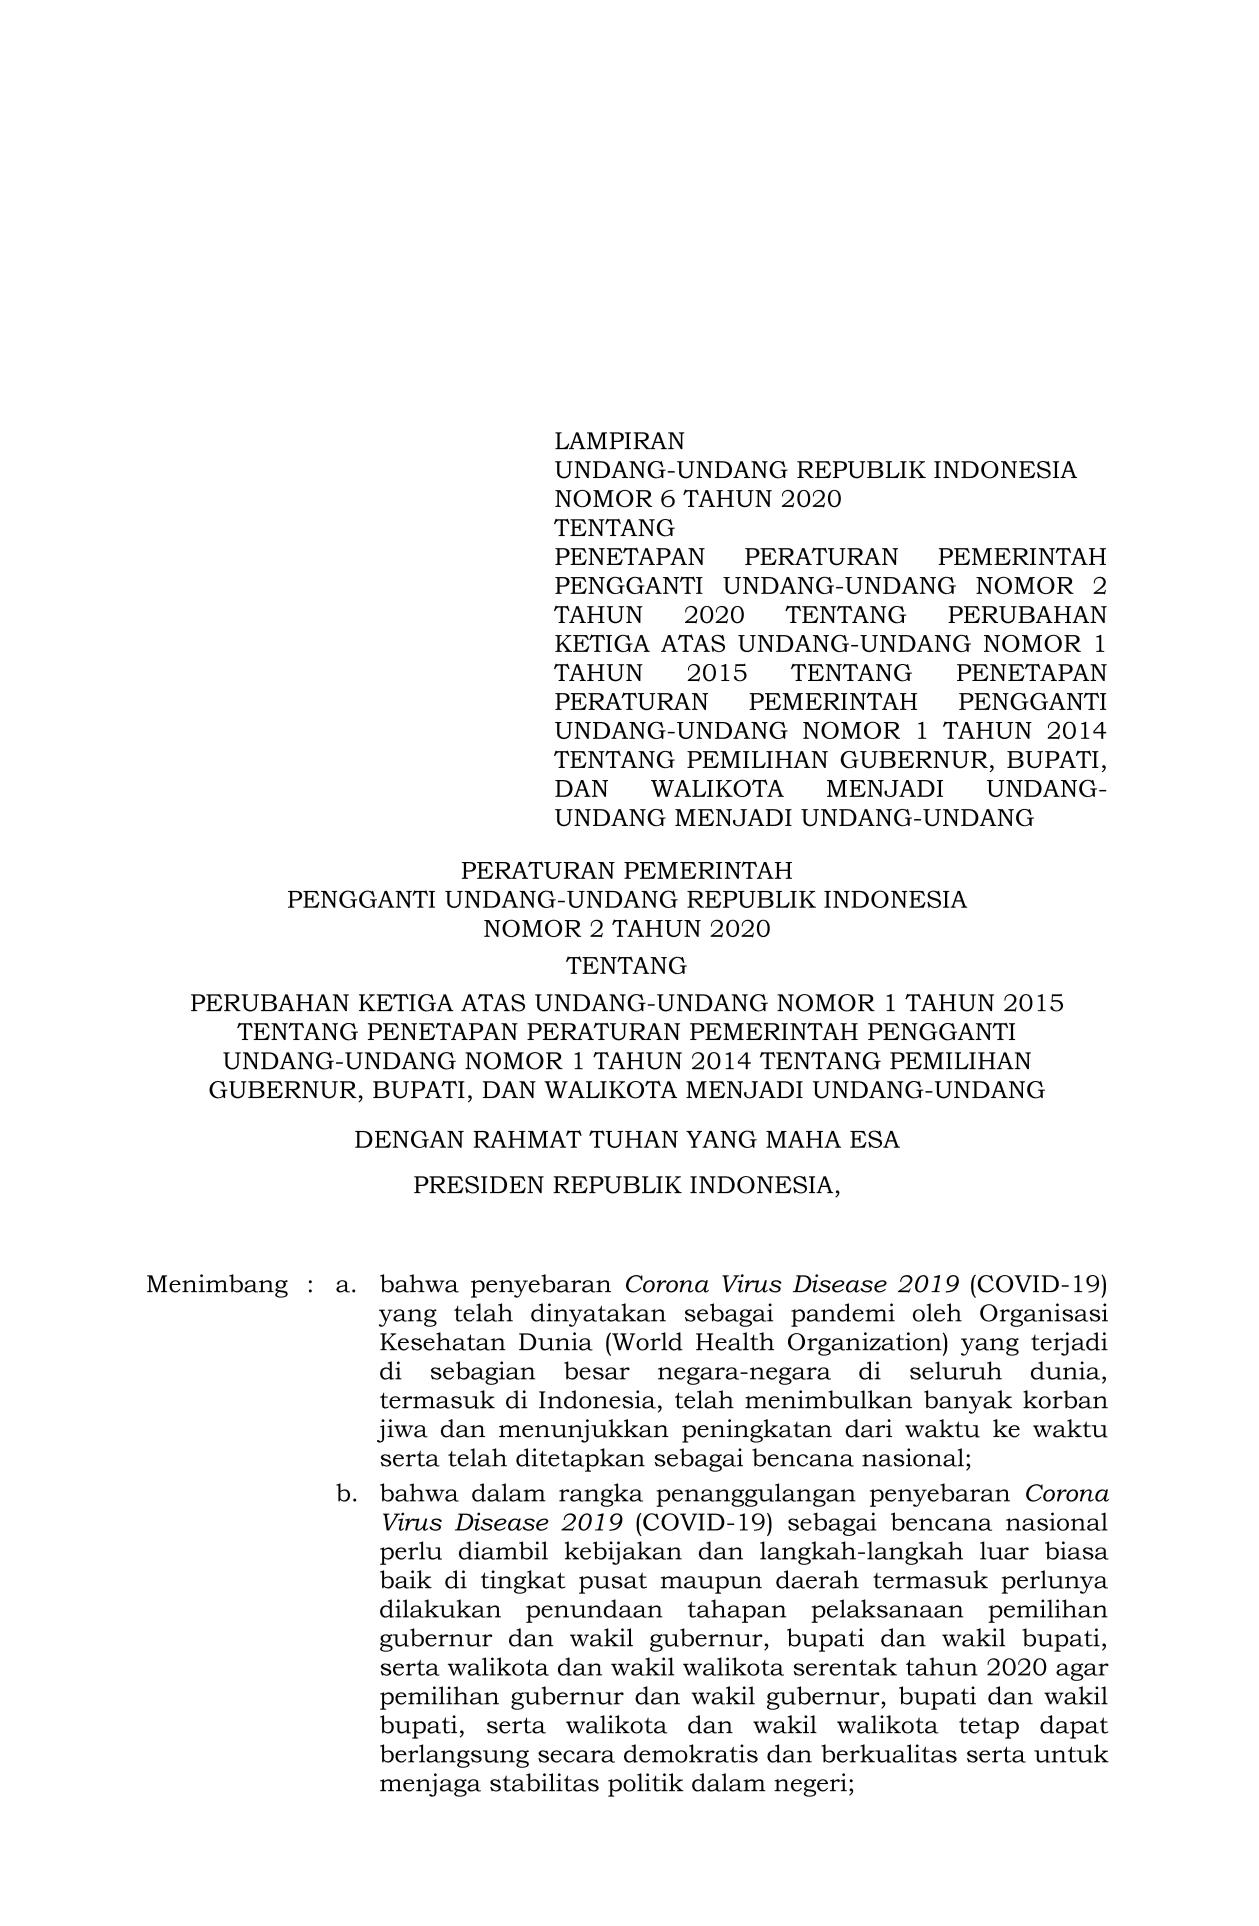 LAMPIRAN
UNDANG-UNDANG REPUBLIK INDONESIA
NOMOR 6 TAHUN 2020
TENTANG
PENETAPAN PERATURAN PEMERINTAH
PENGGANTI UNDANG-UNDANG NOMOR 2
TAHUN 2020 TENTANG PERUBAHAN
KETIGA ATAS UNDANG-UNDANG NOMOR 1
TAHUN 2015 TENTANG PENETAPAN
PERATURAN PEMERINTAH PENGGANTI
UNDANG-UNDANG NOMOR 1 TAHUN 2014
TENTANG PEMILIHAN GUBERNUR, BUPATI,
DAN WALIKOTA MENJADI UNDANG-
UNDANG MENJADI UNDANG-UNDANG
PERATURAN PEMERINTAH
PENGGANTI UNDANG-UNDANG REPUBLIK INDONESIA
NOMOR 2 TAHUN 2020
TENTANG
PERUBAHAN KETIGA ATAS UNDANG-UNDANG NOMOR 1 TAHUN 2015
TENTANG PENETAPAN PERATURAN PEMERINTAH PENGGANTI
UNDANG-UNDANG NOMOR 1 TAHUN 2014 TENTANG PEMILIHAN
GUBERNUR, BUPATI, DAN WALIKOTA MENJADI UNDANG-UNDANG
DENGAN RAHMAT TUHAN YANG MAHA ESA
PRESIDEN REPUBLIK INDONESIA,
Menimbang : a. bahwa penyebaran Corona Virus Disease 2019 (COVID-19)
yang telah dinyatakan sebagai pandemi oleh Organisasi
Kesehatan Dunia (World Health Organization) yang terjadi
di sebagian besar negara-negara di seluruh dunia,
termasuk di Indonesia, telah menimbulkan banyak korban
jiwa dan menunjukkan peningkatan dari waktu ke waktu
serta telah ditetapkan sebagai bencana nasional;
b. bahwa dalam rangka penanggulangan penyebaran Corona
Virus Disease 2019 (COVID-19) sebagai bencana nasional
perlu diambil kebijakan dan langkah-langkah luar biasa
baik di tingkat pusat maupun daerah termasuk perlunya
dilakukan penundaan tahapan pelaksanaan pemilihan
gubernur dan wakil gubernur, bupati dan wakil bupati,
serta walikota dan wakil walikota serentak tahun 2020 agar
pemilihan gubernur dan wakil gubernur, bupati dan wakil
bupati, serta walikota dan wakil walikota tetap dapat
berlangsung secara demokratis dan berkualitas serta untuk
menjaga stabilitas politik dalam negeri;